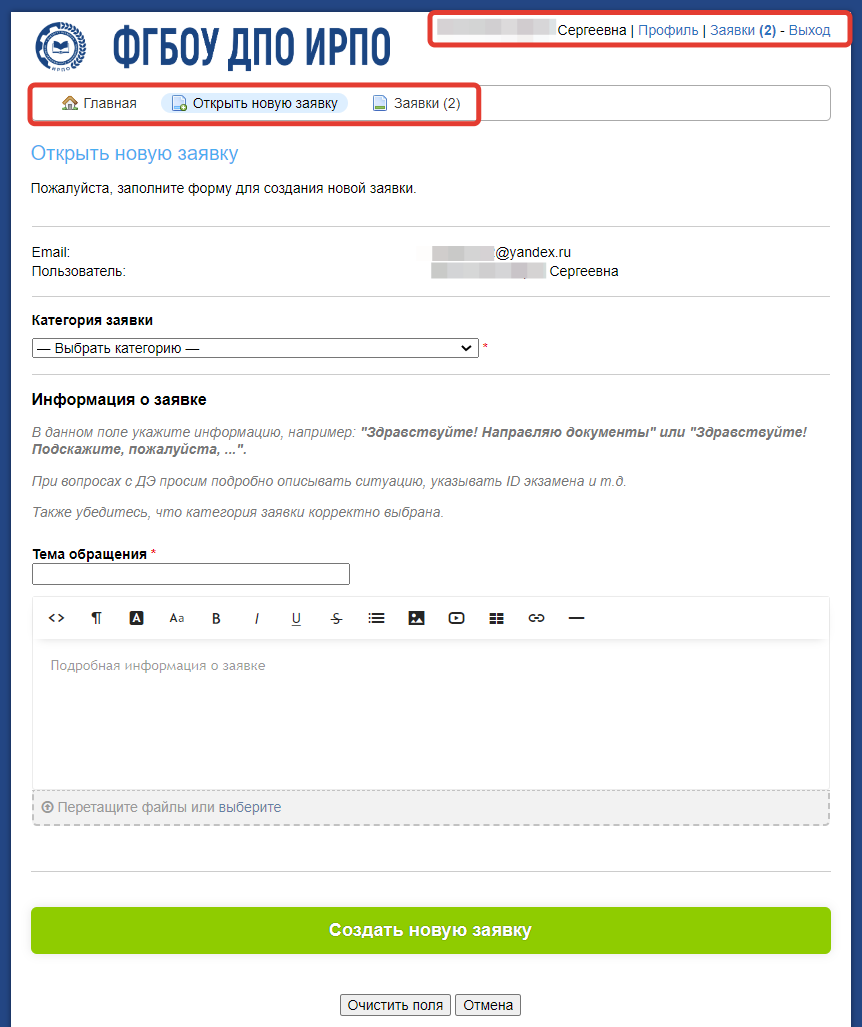 ФГБОУ ДПО ИРПО
Сергеевна | Профиль | Заявки (2) - Выход
Главная Открыть новую заявку Заявки (2)
Открыть новую заявку
Пожалуйста, заполните форму для создания новой заявки.
Email: @yandex.ru
Пользователь: Сергеевна
Категория заявки
— Выбрать категорию — *
Информация о заявке
В данном поле укажите информацию, например: "Здравствуйте! Направляю документы" или "Здравствуйте!
Подскажите, пожалуйста, ...".
При вопросах с ДЭ просим подробно описывать ситуацию, указывать ID экзамена и т.д.
Также убедитесь, что категория заявки корректно выбрана.
Тема обращения *
<> ¶ A Aa B I U S
Подробная информация о заявке
Перетащите файлы или выберите
Создать новую заявку
Очистить поля Отмена